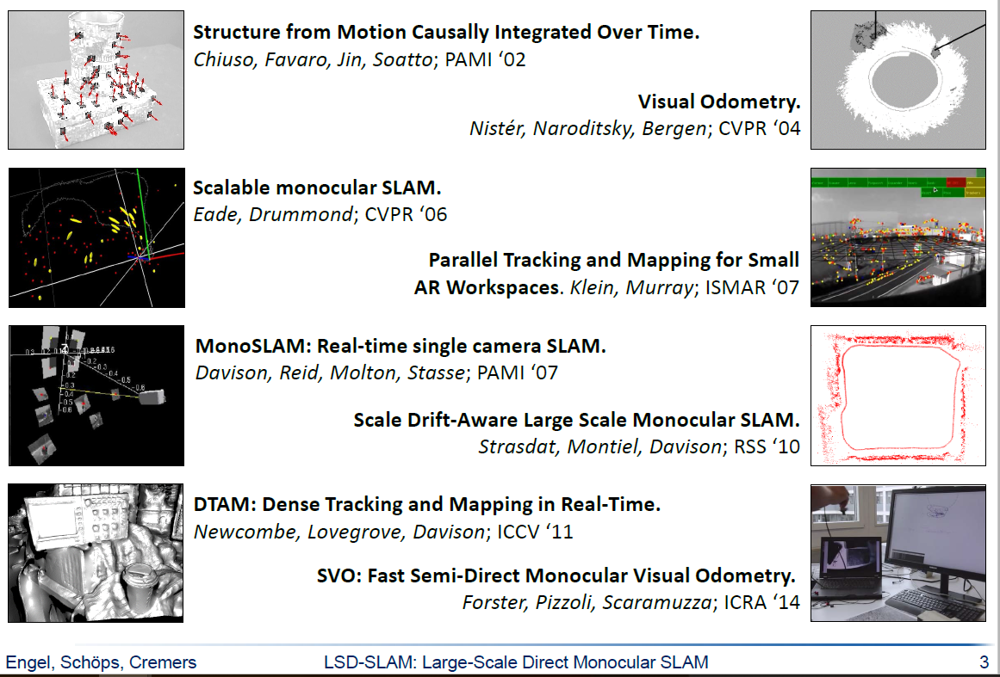 Structure from Motion Causally Integrated Over Time.
Chiuso, Favaro, Jin, Soatto; PAMI ‘02
Visual Odometry.
Nistér, Naroditsky, Bergen; CVPR ‘04
Scalable monocular SLAM.
Eade, Drummond; CVPR ‘06
Parallel Tracking and Mapping for Small
AR Workspaces. Klein, Murray; ISMAR ‘07
MonoSLAM: Real-time single camera SLAM.
Davison, Reid, Molton, Stasse; PAMI ‘07
Scale Drift-Aware Large Scale Monocular SLAM.
Strasdat, Montiel, Davison; RSS ‘10
DTAM: Dense Tracking and Mapping in Real-Time.
Newcombe, Lovegrove, Davison; ICCV ‘11
SVO: Fast Semi-Direct Monocular Visual Odometry.
Forster, Pizzoli, Scaramuzza; ICRA ‘14
Engel, Schöps, Cremers
LSD-SLAM: Large-Scale Direct Monocular SLAM
3